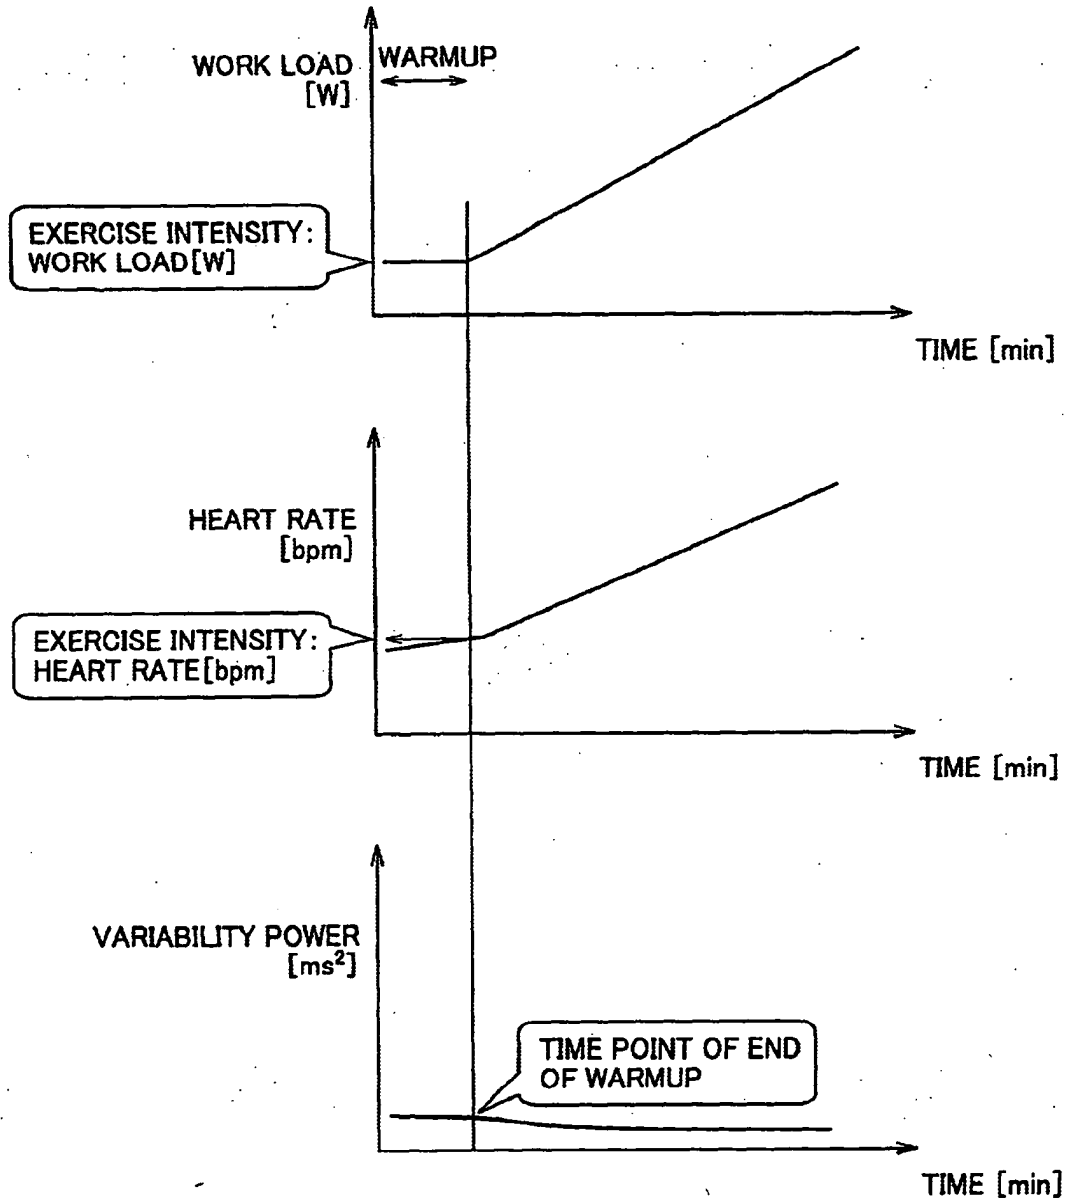 WORK LOAD
[W]
WARMUP
EXERCISE INTENSITY:
WORK LOAD[W]
TIME [min]
HEART RATE
[bpm]
EXERCISE INTENSITY:
HEART RATE[bpm]
TIME [min]
VARIABILITY POWER
[ms²]
TIME POINT OF END
OF WARMUP
TIME [min]